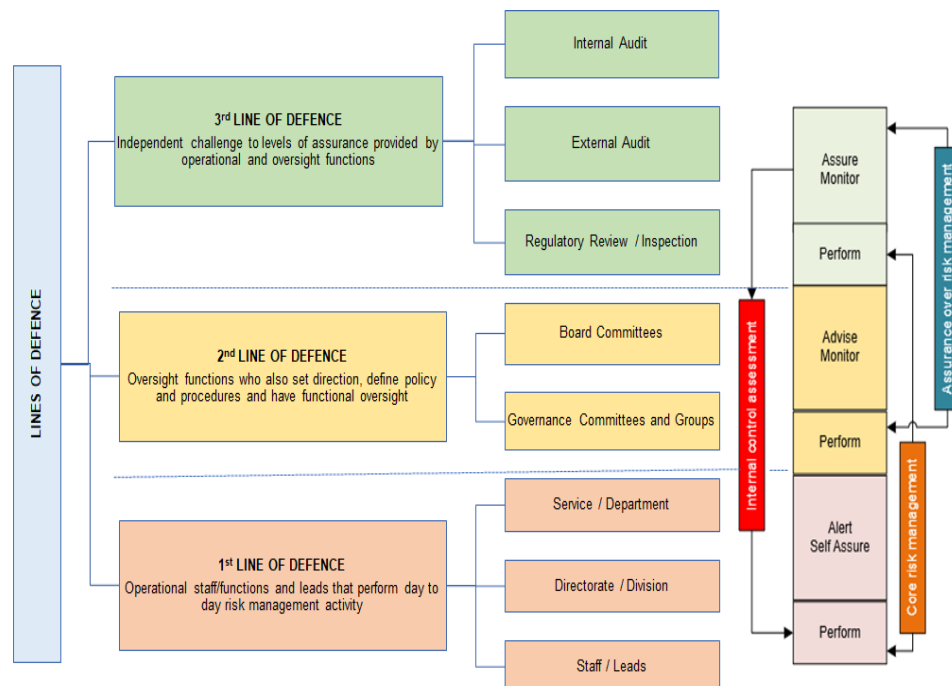 LINES OF DEFENCE
3rd LINE OF DEFENCE
Independent challenge to levels of assurance provided by
operational and oversight functions
Internal Audit
External Audit
Regulatory Review / Inspection
2nd LINE OF DEFENCE
Oversight functions who also set direction, define policy
and procedures and have functional oversight
Board Committees
Governance Committees and Groups
1st LINE OF DEFENCE
Operational staff/functions and leads that perform day to
day risk management activity
Service / Department
Directorate / Division
Staff / Leads
Internal control assessment
Assure
Monitor
Perform
Advise
Monitor
Perform
Alert
Self Assure
Perform
Core risk management
Assurance over risk management